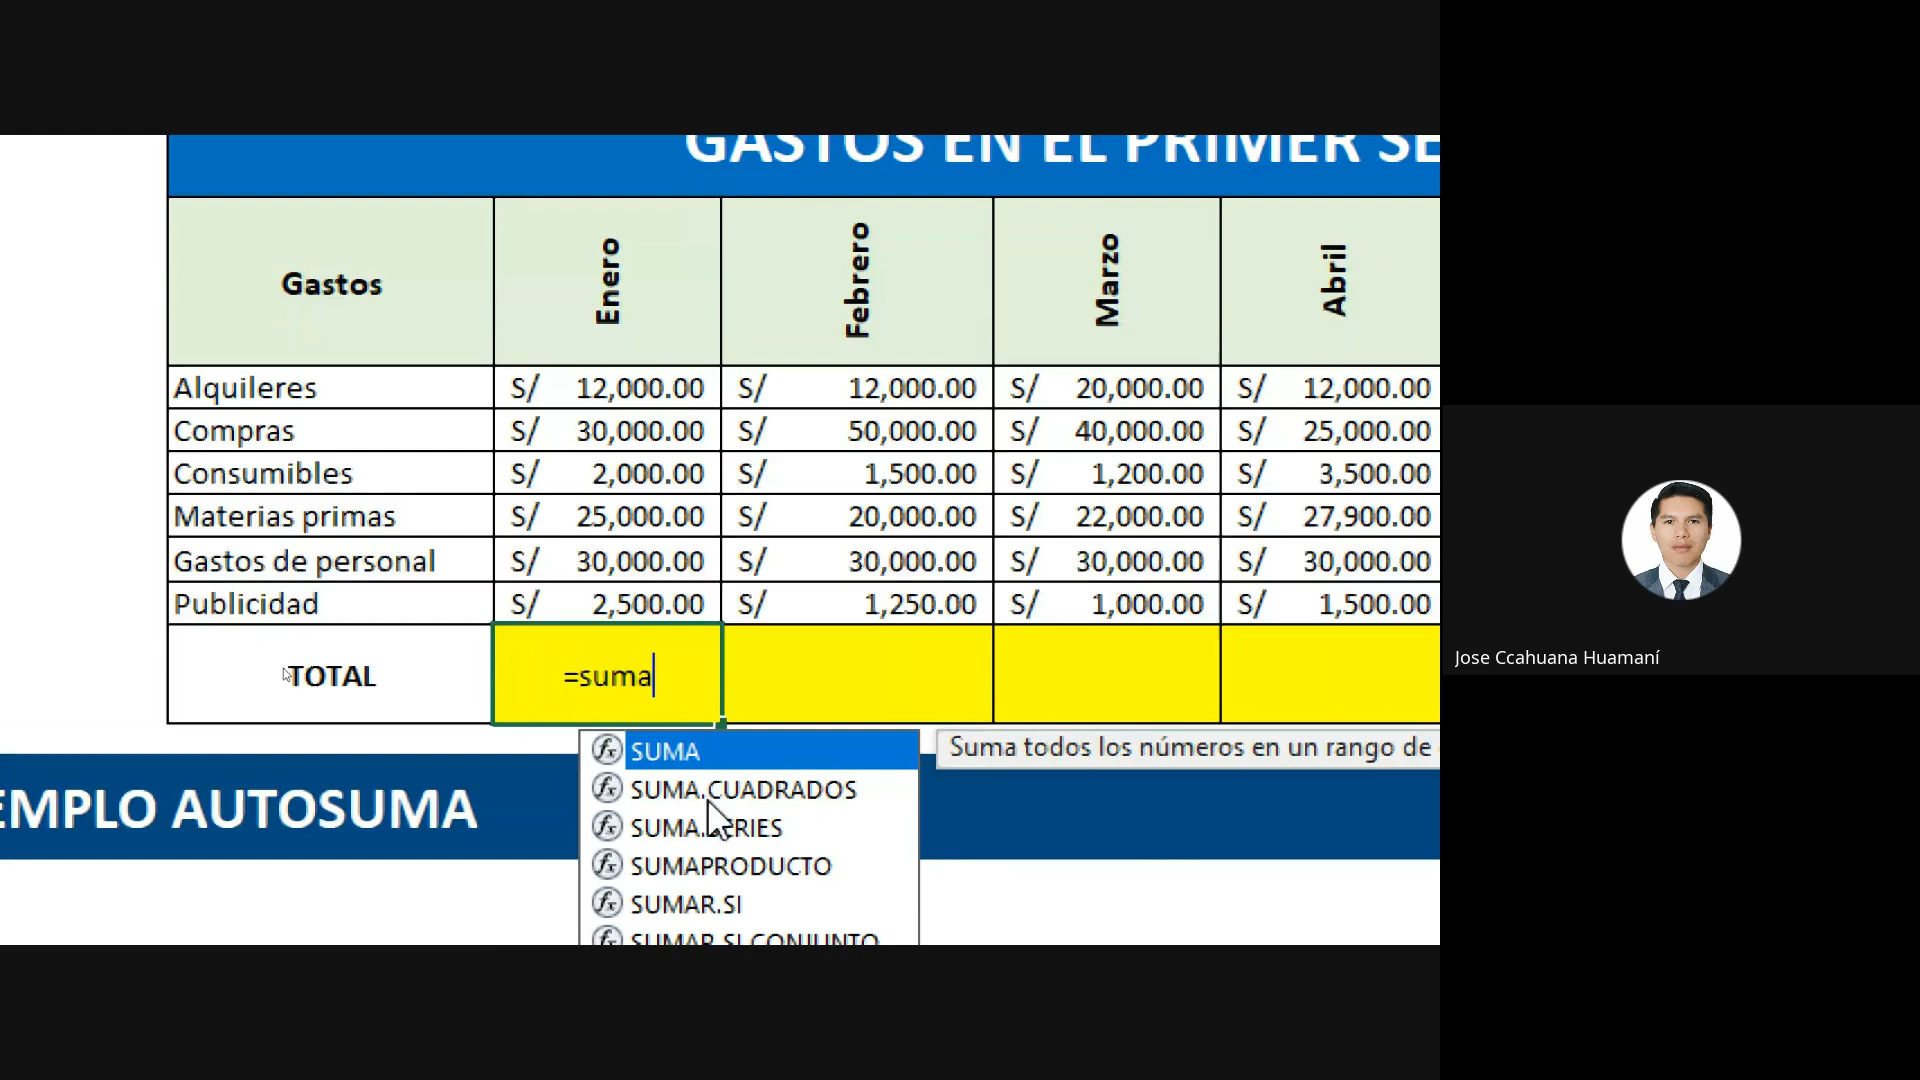 GASTOS EN EL PRIMER SE
Gastos Enero Febrero Marzo Abril
Alquileres S/ 12,000.00 S/ 12,000.00 S/ 20,000.00 S/ 12,000.00
Compras S/ 30,000.00 S/ 50,000.00 S/ 40,000.00 S/ 25,000.00
Consumibles S/ 2,000.00 S/ 1,500.00 S/ 1,200.00 S/ 3,500.00
Materias primas S/ 25,000.00 S/ 20,000.00 S/ 22,000.00 S/ 27,900.00
Gastos de personal S/ 30,000.00 S/ 30,000.00 S/ 30,000.00 S/ 30,000.00
Publicidad S/ 2,500.00 S/ 1,250.00 S/ 1,000.00 S/ 1,500.00
TOTAL =suma
SUMA Suma todos los números en un rango de
SUMA.CUADRADOS
SUMA.SERIES
SUMAPRODUCTO
SUMAR.SI
SUMAR.SI.CONJUNTO
EMPLO AUTOSUMA
Jose Ccahuana Huamaní